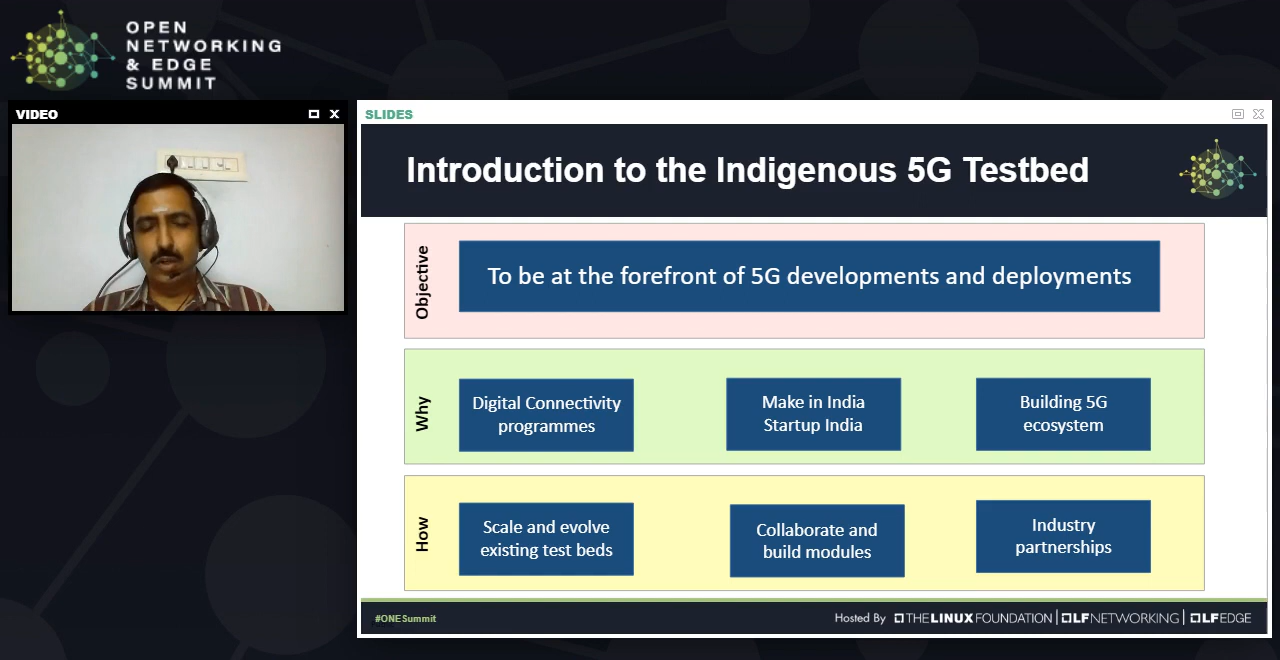 OPEN
NETWORKING
& EDGE
SUMMIT
VIDEO
SLIDES
Introduction to the Indigenous 5G Testbed
Objective
To be at the forefront of 5G developments and deployments
Why
Digital Connectivity
programmes
Make in India
Startup India
Building 5G
ecosystem
How
Scale and evolve
existing test beds
Collaborate and
build modules
Industry
partnerships
#ONESummit
Hosted By THE LINUX FOUNDATION | LF NETWORKING | LF EDGE